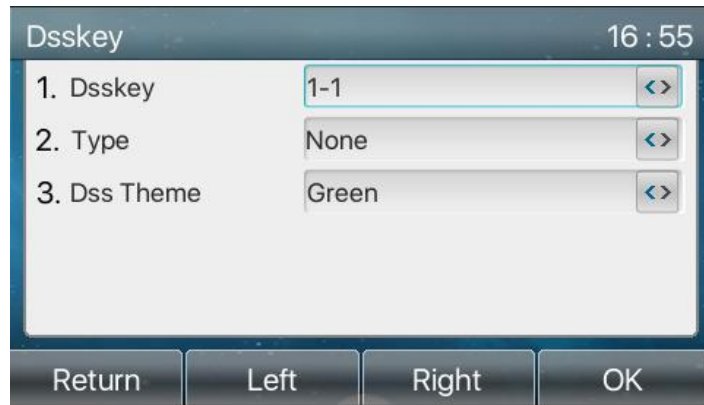 Dsskey 16 : 55
1. Dsskey 1-1 <>
2. Type None <>
3. Dss Theme Green <>
Return Left Right OK